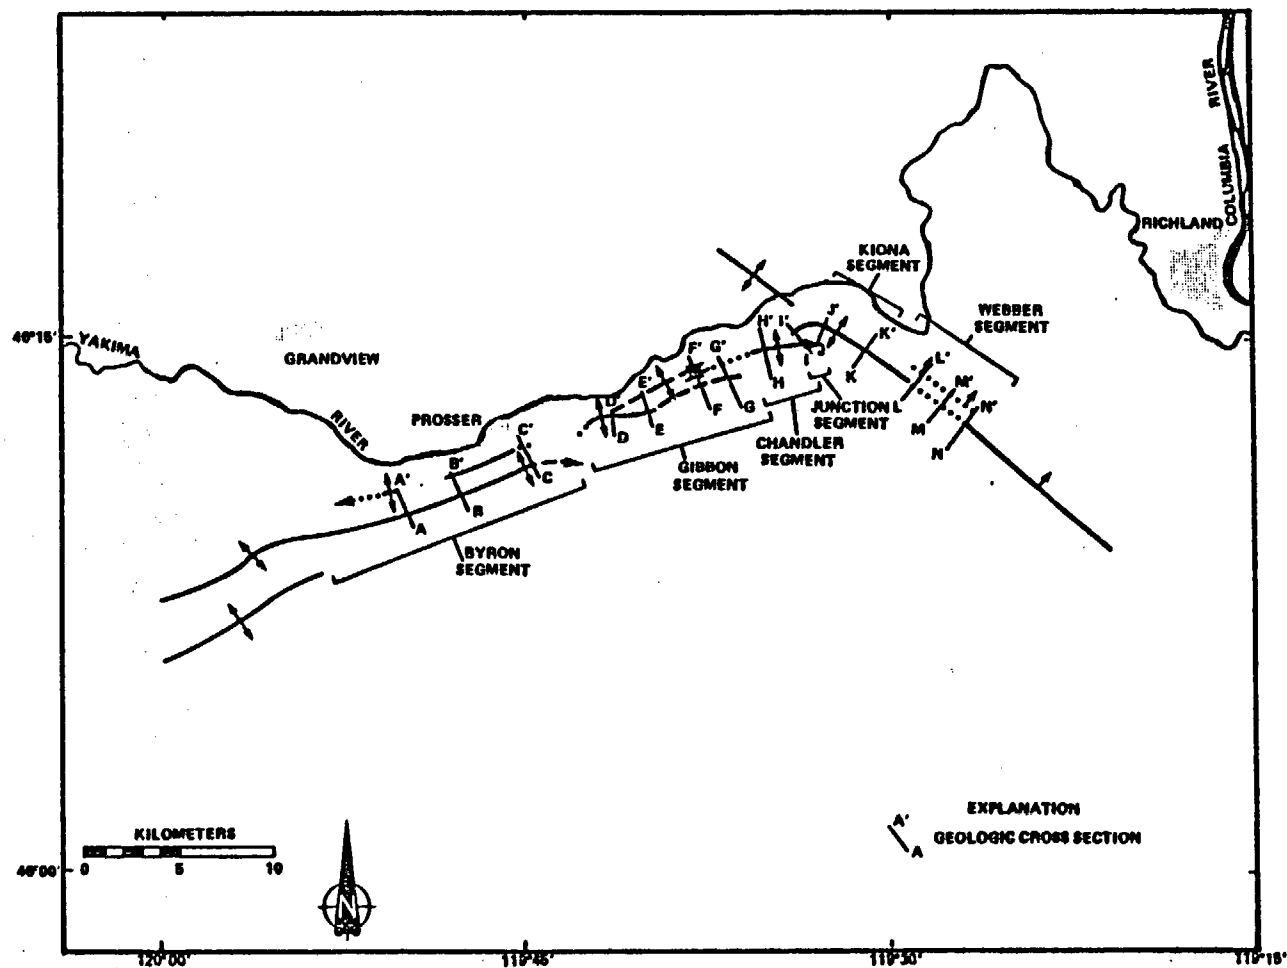 COLUMBIA RIVER
RICHLAND
KIONA
SEGMENT
WEBBER
SEGMENT
46°15'
YAKIMA
GRANDVIEW
H'
I'
J'
K'
F'
G'
L'
E'
H
K
M'
D'
F
G
JUNCTION
SEGMENT
L
N'
PROSSER
RIVER
D
E
M
C'
CHANDLER
SEGMENT
N
B'
GIBBON
SEGMENT
A'
C
B
A
BYRON
SEGMENT
EXPLANATION
A'
GEOLOGIC CROSS SECTION
A
KILOMETERS
0 5 10
46°00'
N
120°00'
119°45'
119°30'
119°15'